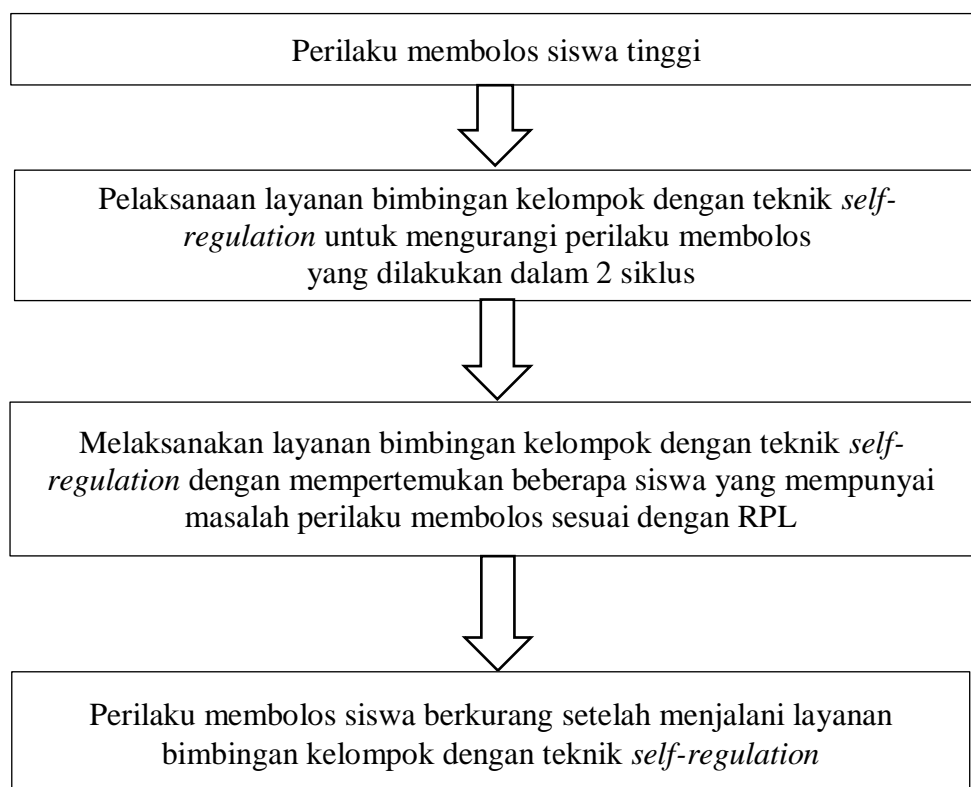 Perilaku membolos siswa tinggi
Pelaksanaan layanan bimbingan kelompok dengan teknik self-
regulation untuk mengurangi perilaku membolos
yang dilakukan dalam 2 siklus
Melaksanakan layanan bimbingan kelompok dengan teknik self-
regulation dengan mempertemukan beberapa siswa yang mempunyai
masalah perilaku membolos sesuai dengan RPL
Perilaku membolos siswa berkurang setelah menjalani layanan
bimbingan kelompok dengan teknik self-regulation